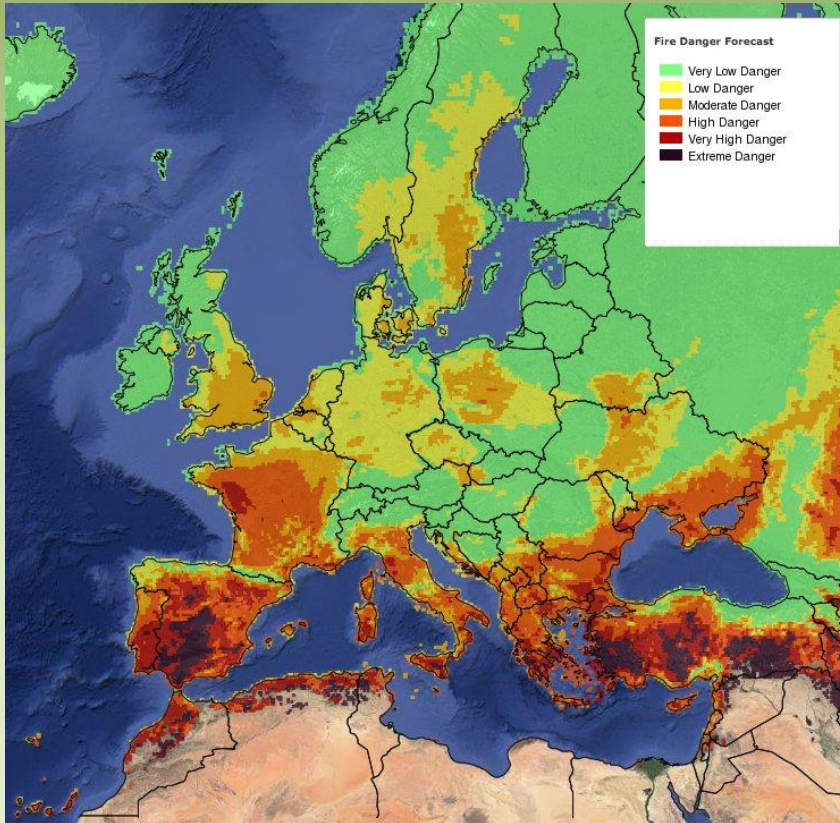 Fire Danger Forecast
Very Low Danger
Low Danger
Moderate Danger
High Danger
Very High Danger
Extreme Danger